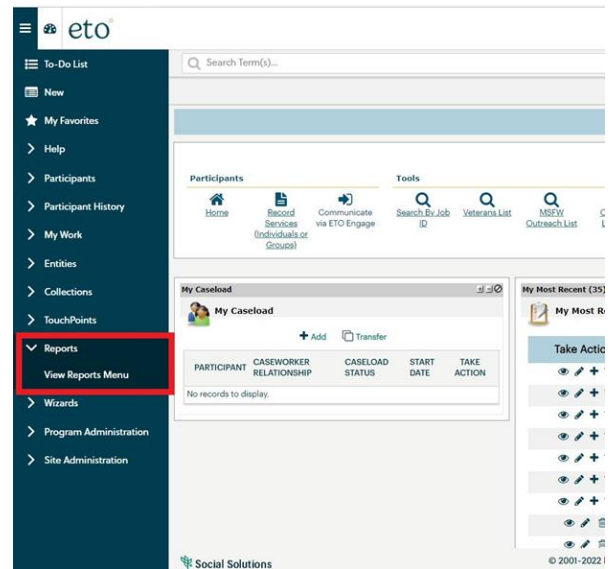 eto
To-Do List
New
My Favorites
Help
Participants
Participant History
My Work
Entities
Collections
TouchPoints
Reports
View Reports Menu
Wizards
Program Administration
Site Administration
Search Term(s)...
Participants
Home
Record
Services
(Individuals or
Groups)
Communicate
via ETO Engage
Tools
Search By Job
ID
Veterans List
MSFW
Outreach List
My Caseload
My Caseload
Add Transfer
PARTICIPANT CASEWORKER RELATIONSHIP CASELOAD STATUS START DATE TAKE ACTION
No records to display.
My Most Recent (35)
My Most R
Take Actio
Social Solutions
© 2001-2022